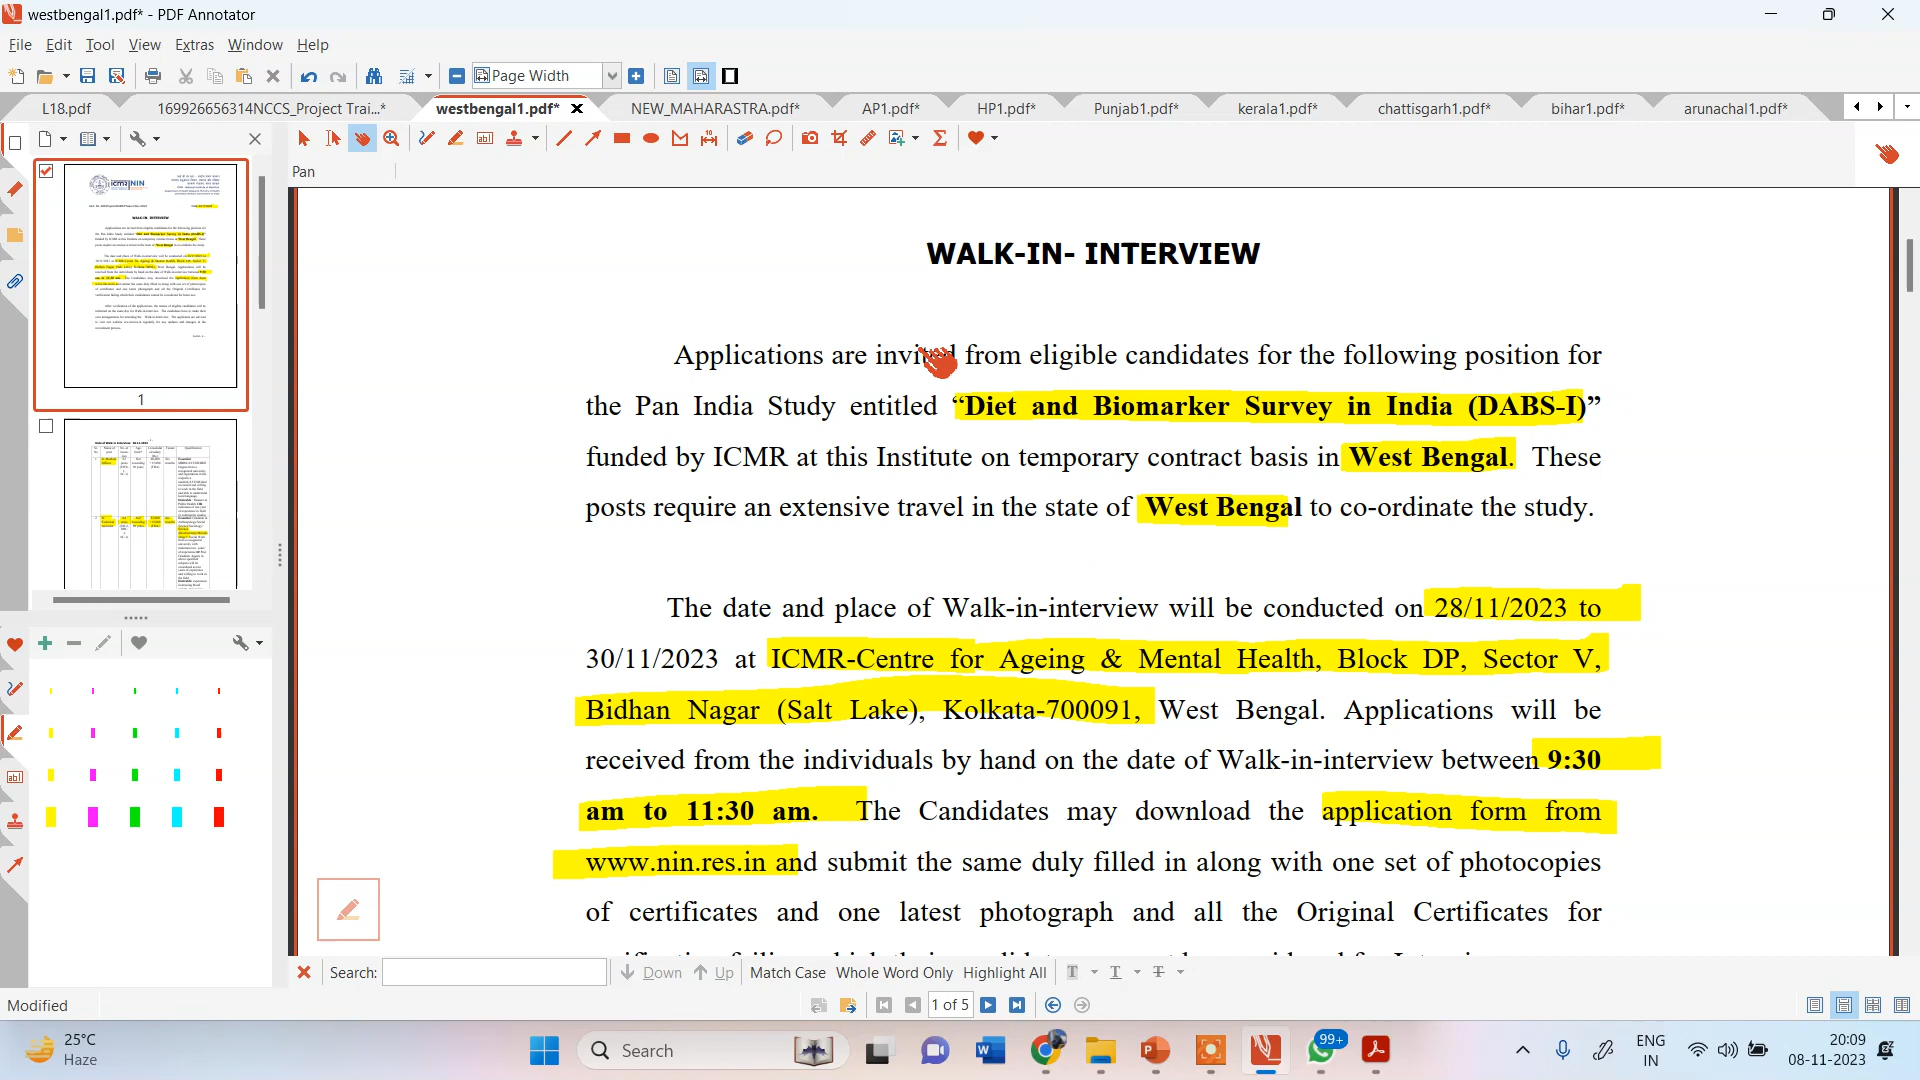 westbengal1.pdf* - PDF Annotator
File Edit Tool View Extras Window Help
Page Width
L18.pdf 169926656314NCCS_Project Trai...* westbengal1.pdf* NEW_MAHARASTRA.pdf* AP1.pdf* HP1.pdf* Punjab1.pdf* kerala1.pdf* chattisgarh1.pdf* bihar1.pdf* arunachal1.pdf*
Pan
WALK-IN- INTERVIEW
Applications are invited from eligible candidates for the following position for
the Pan India Study entitled “Diet and Biomarker Survey in India (DABS-I)”
funded by ICMR at this Institute on temporary contract basis in West Bengal. These
posts require an extensive travel in the state of West Bengal to co-ordinate the study.
The date and place of Walk-in-interview will be conducted on 28/11/2023 to
30/11/2023 at ICMR-Centre for Ageing & Mental Health, Block DP, Sector V,
Bidhan Nagar (Salt Lake), Kolkata-700091, West Bengal. Applications will be
received from the individuals by hand on the date of Walk-in-interview between 9:30
am to 11:30 am. The Candidates may download the application form from
www.nin.res.in and submit the same duly filled in along with one set of photocopies
of certificates and one latest photograph and all the Original Certificates for
1
Search: Down Up Match Case Whole Word Only Highlight All
Modified
1 of 5
25°C
Haze
Search
99+
ENG
IN
20:09
08-11-2023